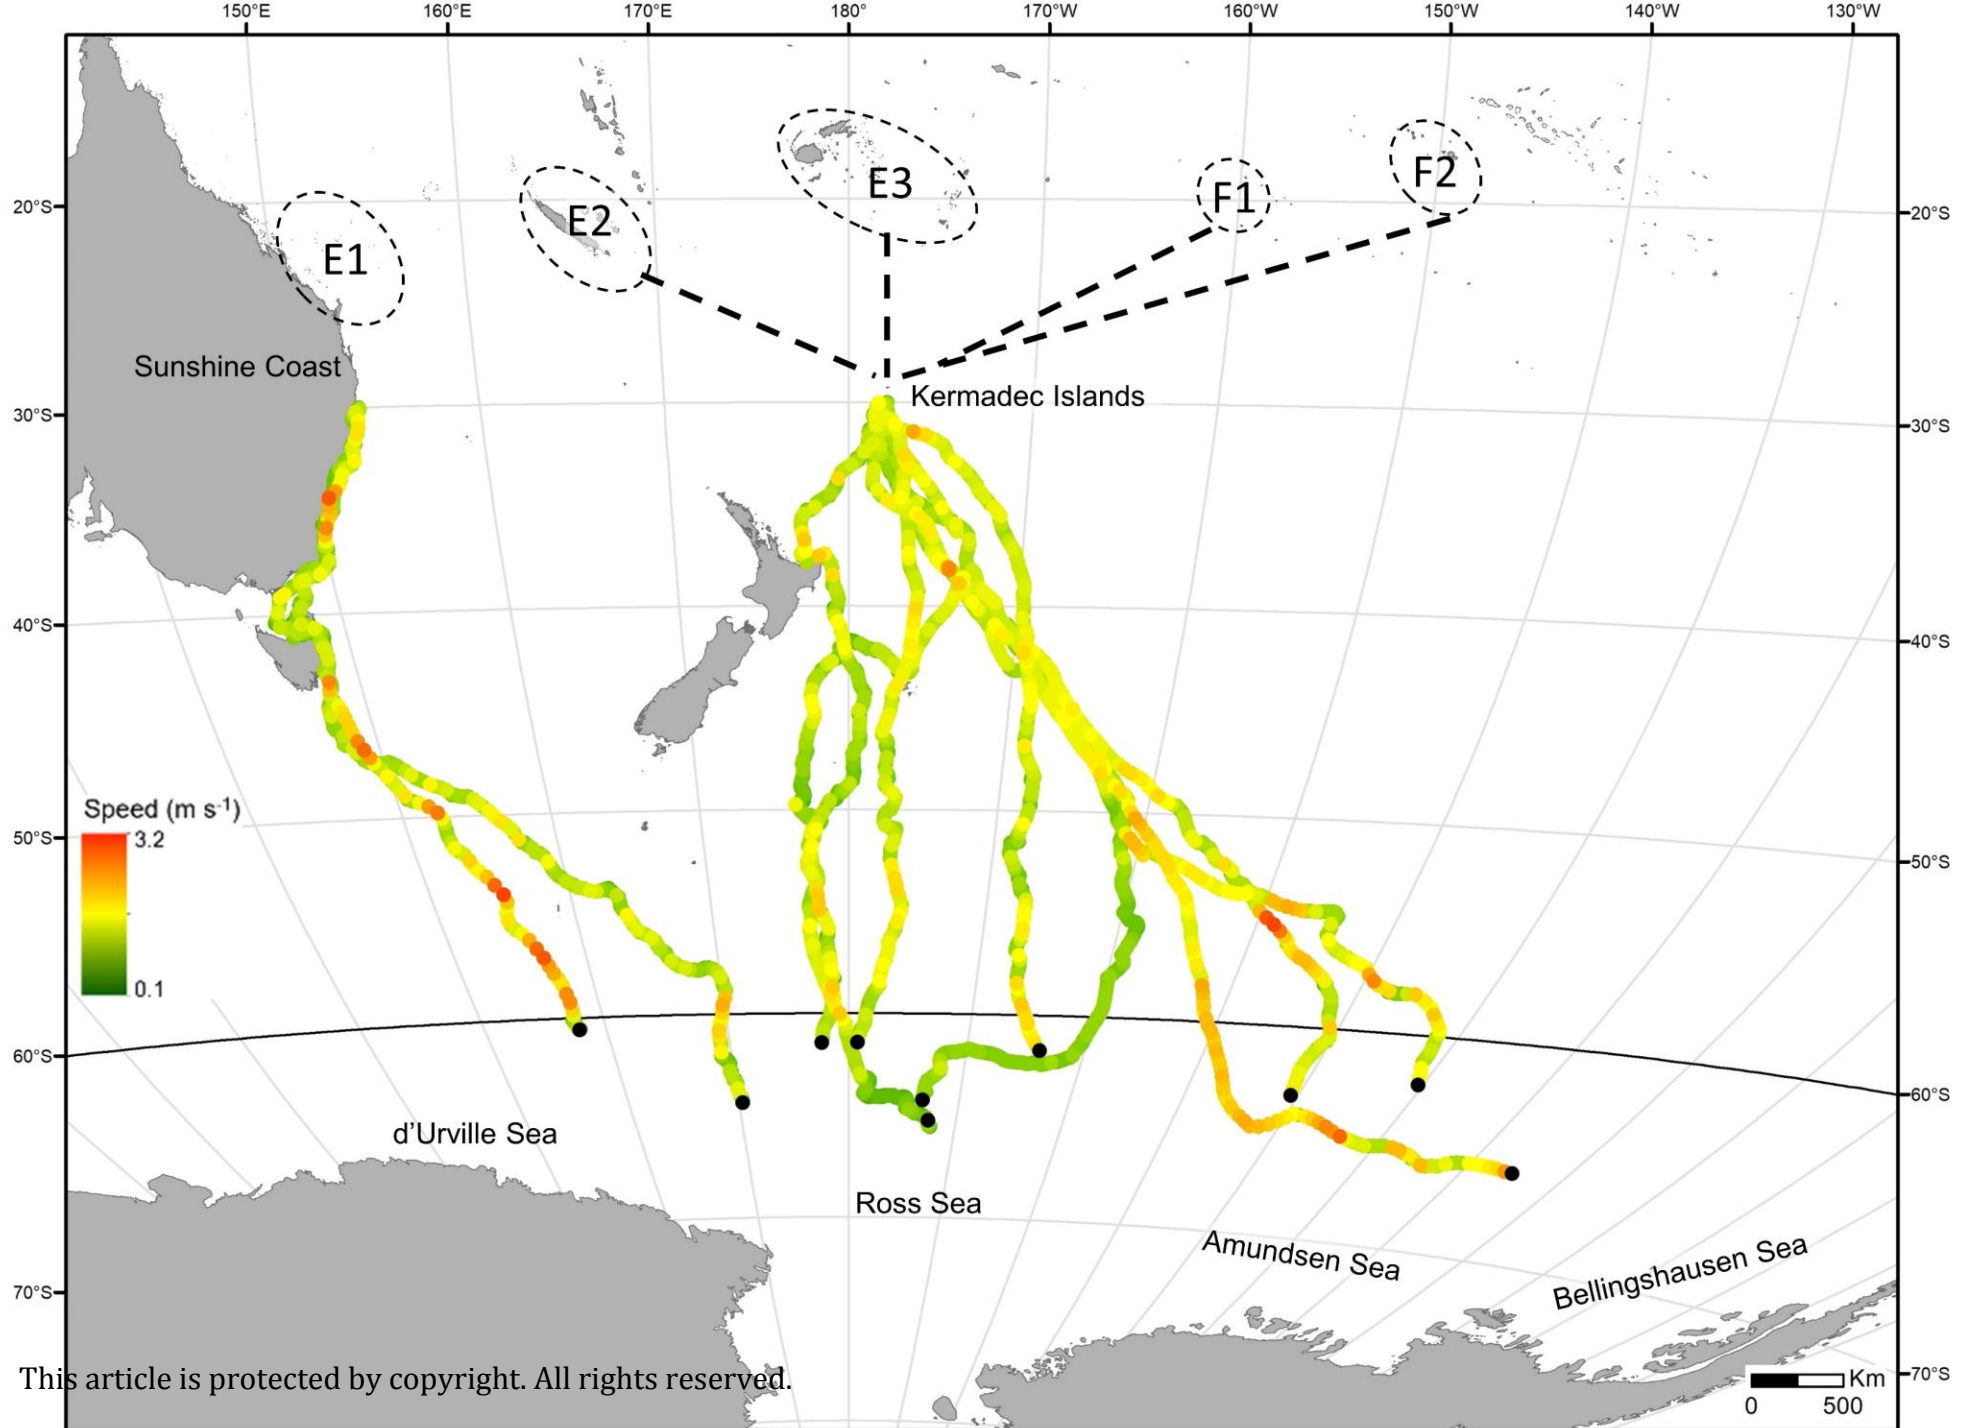 150°E 160°E 170°E 180° 170°W 160°W 150°W 140°W 130°W
E3
F2
F1
E2
20°S 20°S
E1
Sunshine Coast
Kermadec Islands
30°S 30°S
40°S 40°S
Speed (m s-1)
3.2
0.1
50°S 50°S
60°S 60°S
d'Urville Sea
Ross Sea
Amundsen Sea
Bellingshausen Sea
70°S 70°S
Km
0 500
This article is protected by copyright. All rights reserved.